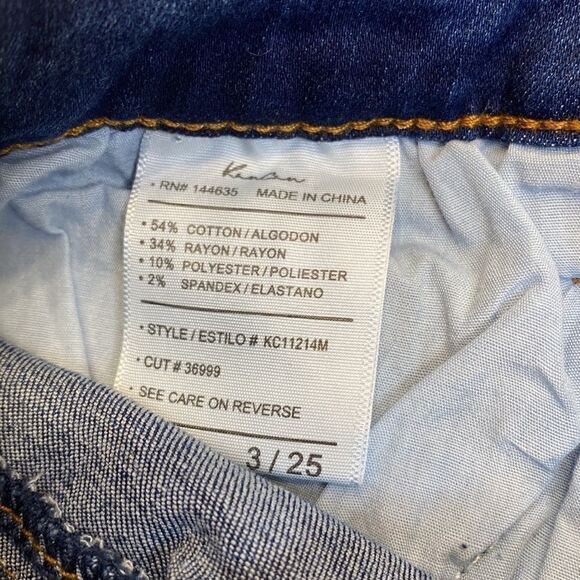 KanCan
• RN# 144635 MADE IN CHINA
• 54% COTTON / ALGODON
• 34% RAYON / RAYON
• 10% POLYESTER / POLIESTER
• 2% SPANDEX / ELASTANO
• STYLE / ESTILO # KC11214M
• CUT # 36999
• SEE CARE ON REVERSE
3 / 25